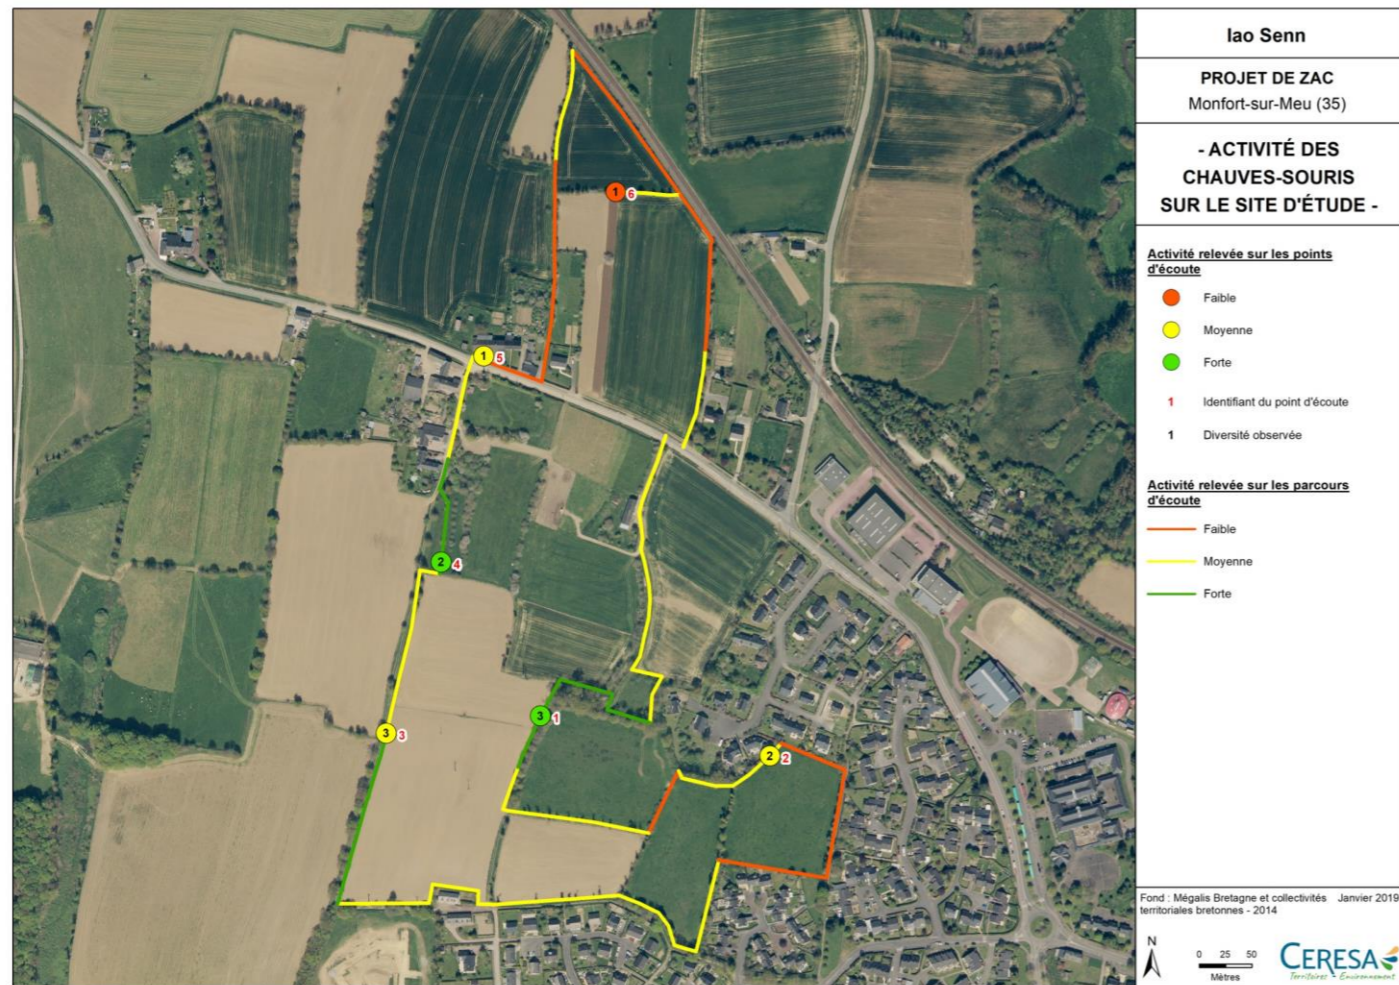 Iao Senn
PROJET DE ZAC
Monfort-sur-Meu (35)
- ACTIVITÉ DES
CHAUVES-SOURIS
SUR LE SITE D'ÉTUDE -
Activité relevée sur les points
d'écoute
Faible
Moyenne
Forte
1 Identifiant du point d'écoute
1 Diversité observée
Activité relevée sur les parcours
d'écoute
Faible
Moyenne
Forte
Fond : Mégalis Bretagne et collectivités Janvier 2019
territoriales bretonnes - 2014
N
0 25 50
Mètres
CERESA
Territoires - Environnement
1 6
1 5
2 4
3 1
3 3
2 2